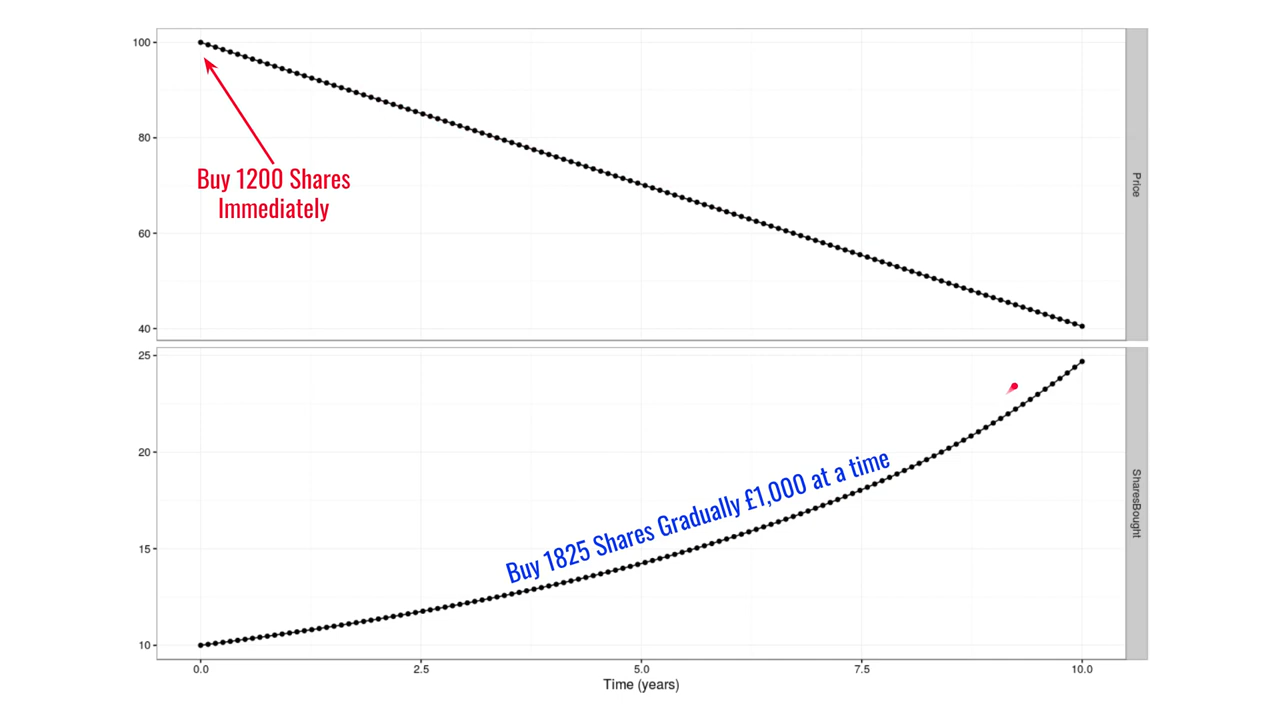 100
80
60
40
Price
Buy 1200 Shares
Immediately
25
20
15
10
SharesBought
Buy 1825 Shares Gradually £1,000 at a time
0.0
2.5
5.0
7.5
10.0
Time (years)